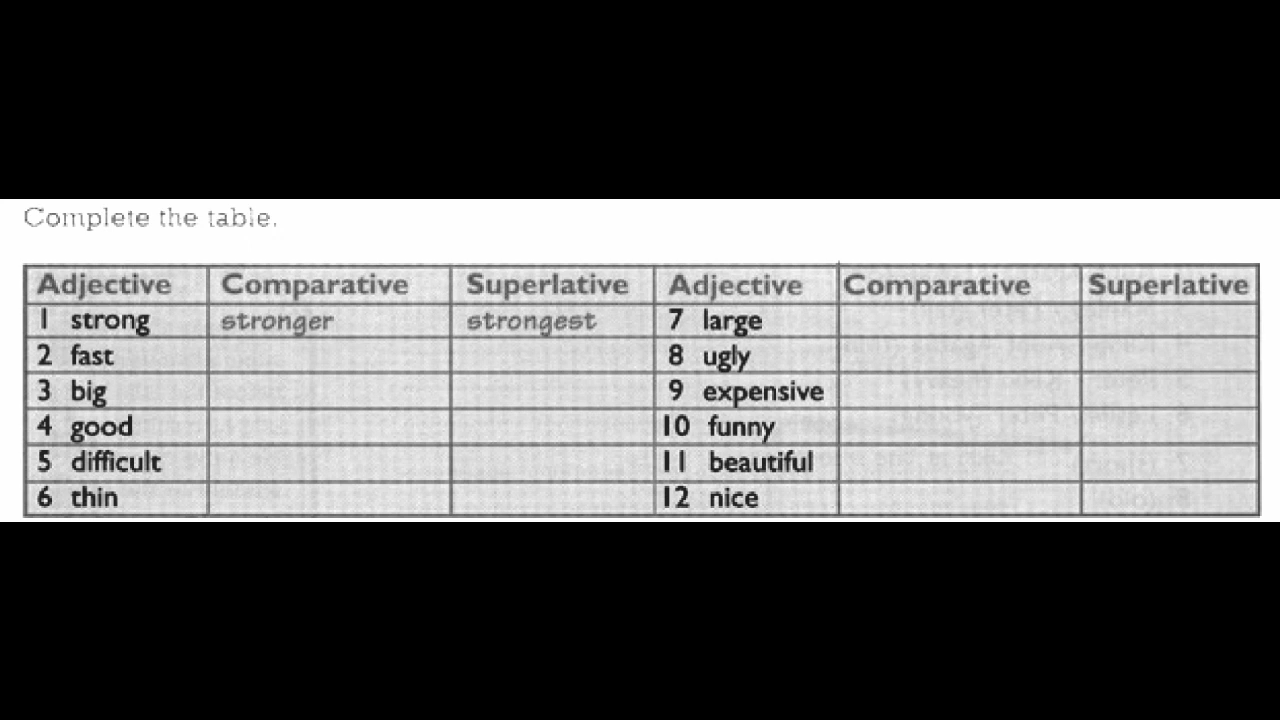 Complete the table.
Adjective Comparative Superlative Adjective Comparative Superlative
1 strong stronger strongest 7 large
2 fast 8 ugly
3 big 9 expensive
4 good 10 funny
5 difficult 11 beautiful
6 thin 12 nice